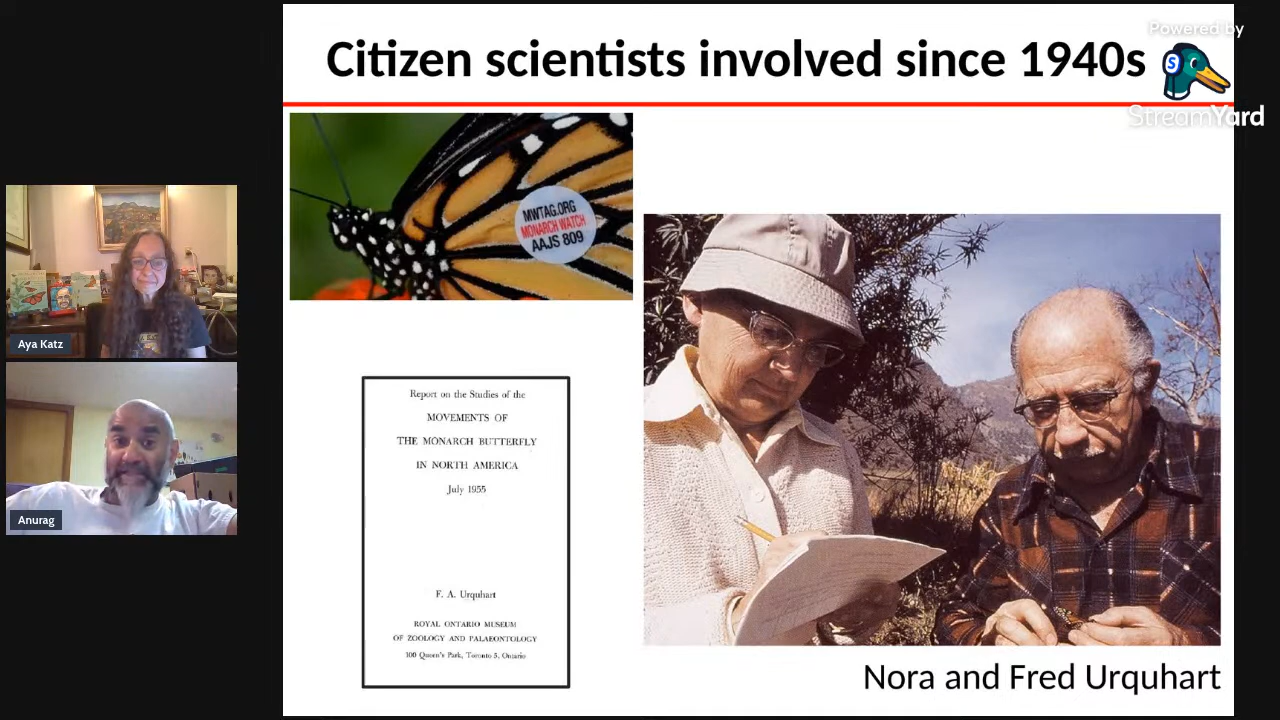 Citizen scientists involved since 1940s
Powered by
S
StreamYard
MWTAG.ORG
MONARCH WATCH
AAJS 809
Aya Katz
Anurag
Report on the Studies of the
MOVEMENTS OF
THE MONARCH BUTTERFLY
IN NORTH AMERICA
July 1955
F. A. Urquhart
ROYAL ONTARIO MUSEUM
OF ZOOLOGY AND PALAEONTOLOGY
100 Queen's Park, Toronto 5, Ontario
Nora and Fred Urquhart